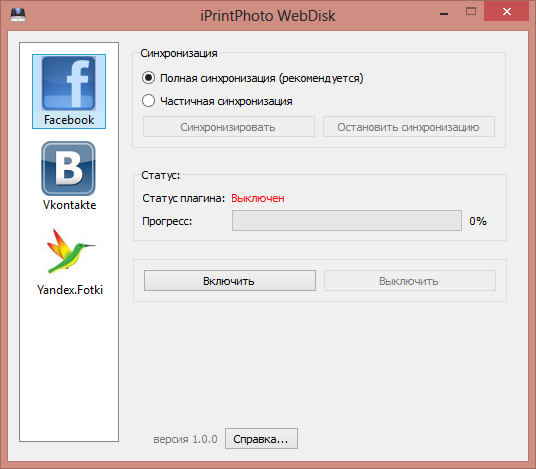 iPrintPhoto WebDisk
Facebook
B
Vkontakte
Yandex.Fotki
Синхронизация
Полная синхронизация (рекомендуется)
Частичная синхронизация
Синхронизировать
Остановить синхронизацию
Статус:
Статус плагина: Выключен
Прогресс: 0%
Включить
Выключить
версия 1.0.0
Справка...